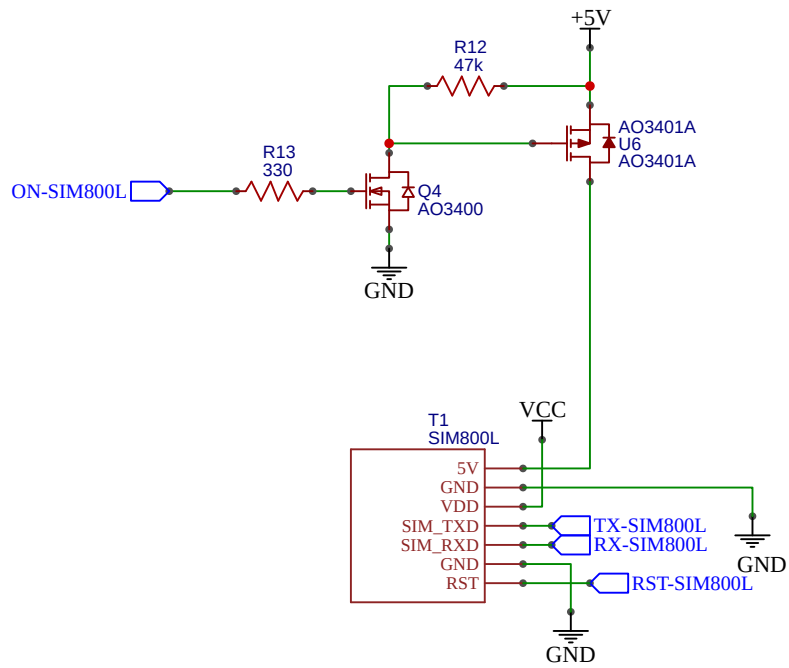 +5V
R12
47k
AO3401A
U6
AO3401A
R13
330
ON-SIM800L
Q4
AO3400
GND
T1
SIM800L
VCC
5V
GND
VDD
SIM_TXD
TX-SIM800L
SIM_RXD
RX-SIM800L
GND
GND
RST
RST-SIM800L
GND